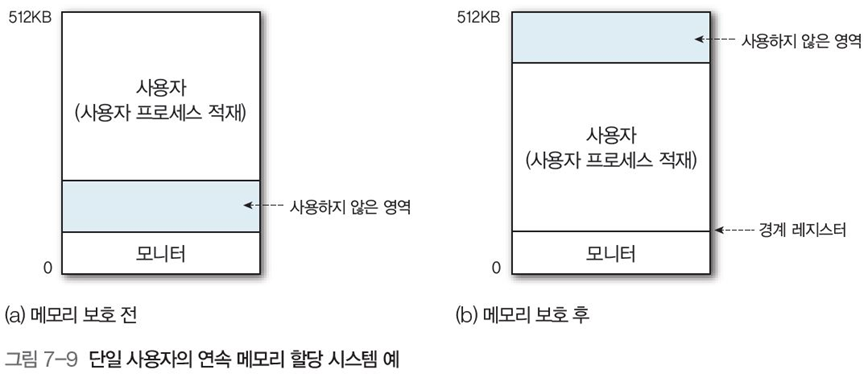 512KB
사용자
(사용자 프로세스 적재)
사용하지 않은 영역
모니터
0
(a) 메모리 보호 전
512KB
사용하지 않은 영역
사용자
(사용자 프로세스 적재)
경계 레지스터
모니터
0
(b) 메모리 보호 후
그림 7-9 단일 사용자의 연속 메모리 할당 시스템 예